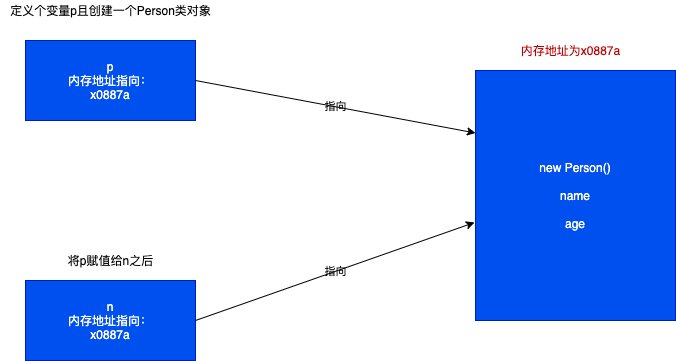 定义个变量p且创建一个Person类对象
内存地址为x0887a
p
内存地址指向：
x0887a
指向
new Person()
name
age
将p赋值给n之后
指向
n
内存地址指向：
x0887a